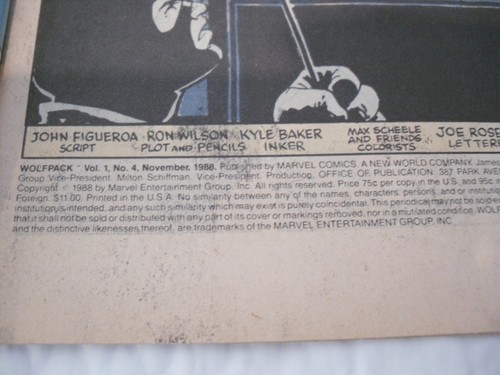 JOHN FIGUEROA RON WILSON KYLE BAKER MAX SCHEELE JOE ROSE
SCRIPT PLOT AND PENCILS INKER AND FRIENDS LETTERE
COLORISTS
WOLFPACK Vol. 1, No. 4, November, 1988. Published by MARVEL COMICS, A NEW WORLD COMPANY. James
Group Vice-President. Milton Schiffman, Vice-President, Production. OFFICE OF PUBLICATION: 387 PARK AVE
Copyright © 1988 by Marvel Entertainment Group, Inc. All rights reserved. Price 75¢ per copy in the U.S. and 95¢ in
Foreign, $11.00. Printed in the U.S.A. No similarity between any of the names, characters, persons, and or institu
institution is intended, and any such similarity which may exist is purely coincidental. This periodical may not be sold
that it shall not be sold or distributed with any part of its cover or markings removed, nor in a mutilated condition. WOLF
and the distinctive likenesses thereof, are trademarks of the MARVEL ENTERTAINMENT GROUP, INC.